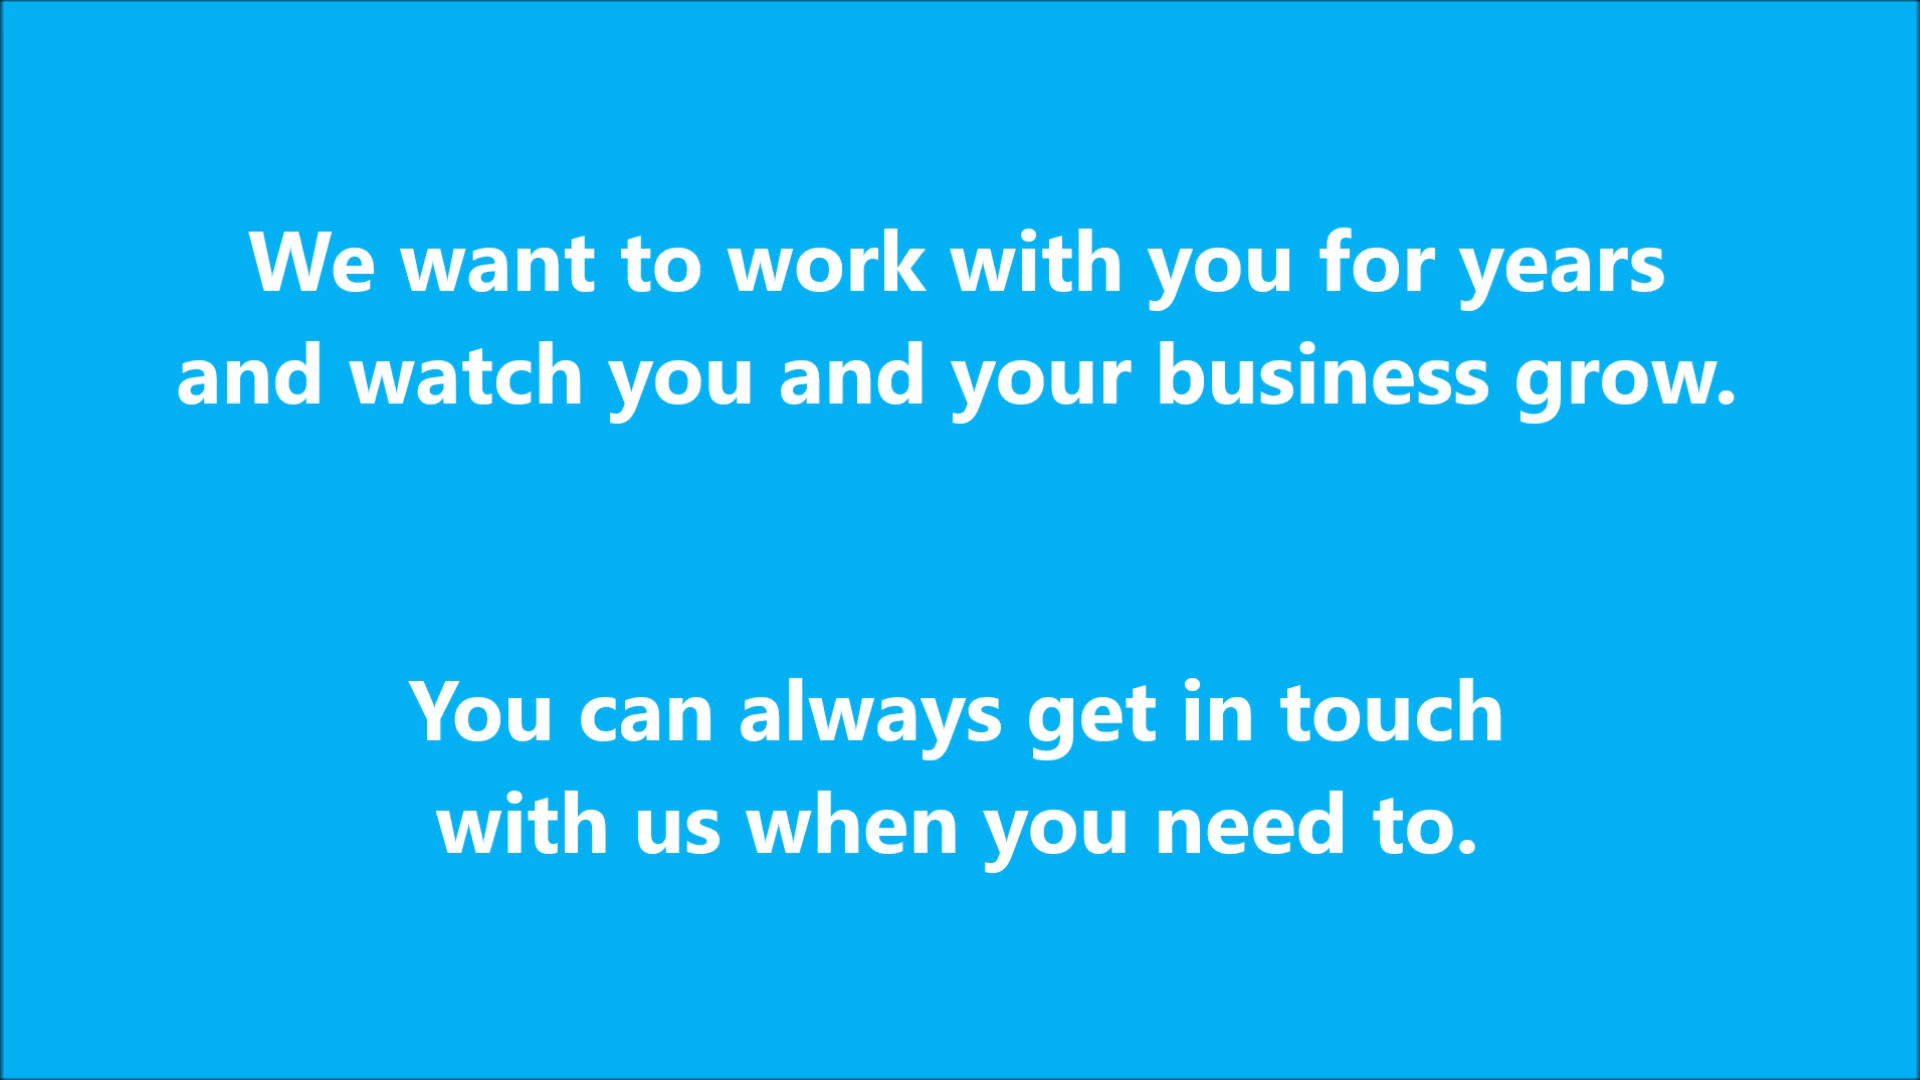 We want to work with you for years
and watch you and your business grow.
You can always get in touch
with us when you need to.